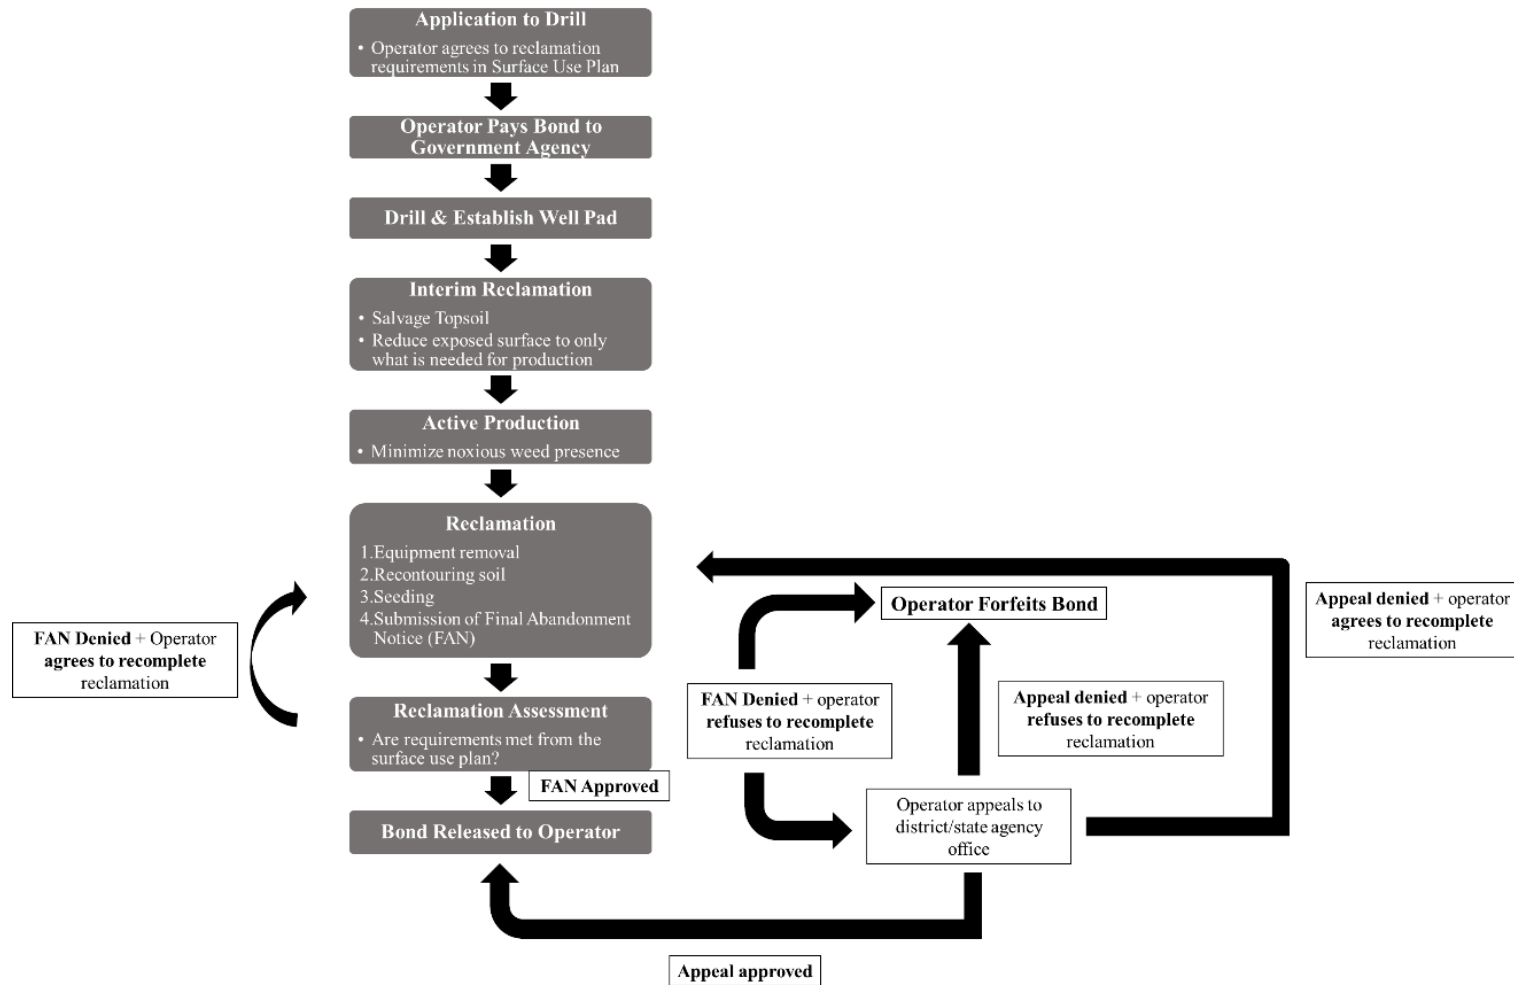 Application to Drill
• Operator agrees to reclamation
requirements in Surface Use Plan
Operator Pays Bond to
Government Agency
Drill & Establish Well Pad
Interim Reclamation
• Salvage Topsoil
• Reduce exposed surface to only
what is needed for production
Active Production
• Minimize noxious weed presence
Reclamation
1.Equipment removal
2.Recontouring soil
3.Seeding
4.Submission of Final Abandonment
Notice (FAN)
FAN Denied + Operator
agrees to recomplete
reclamation
Reclamation Assessment
• Are requirements met from the
surface use plan?
FAN Approved
Bond Released to Operator
Operator Forfeits Bond
FAN Denied + operator
refuses to recomplete
reclamation
Appeal denied + operator
refuses to recomplete
reclamation
Appeal denied + operator
agrees to recomplete
reclamation
Operator appeals to
district/state agency
office
Appeal approved